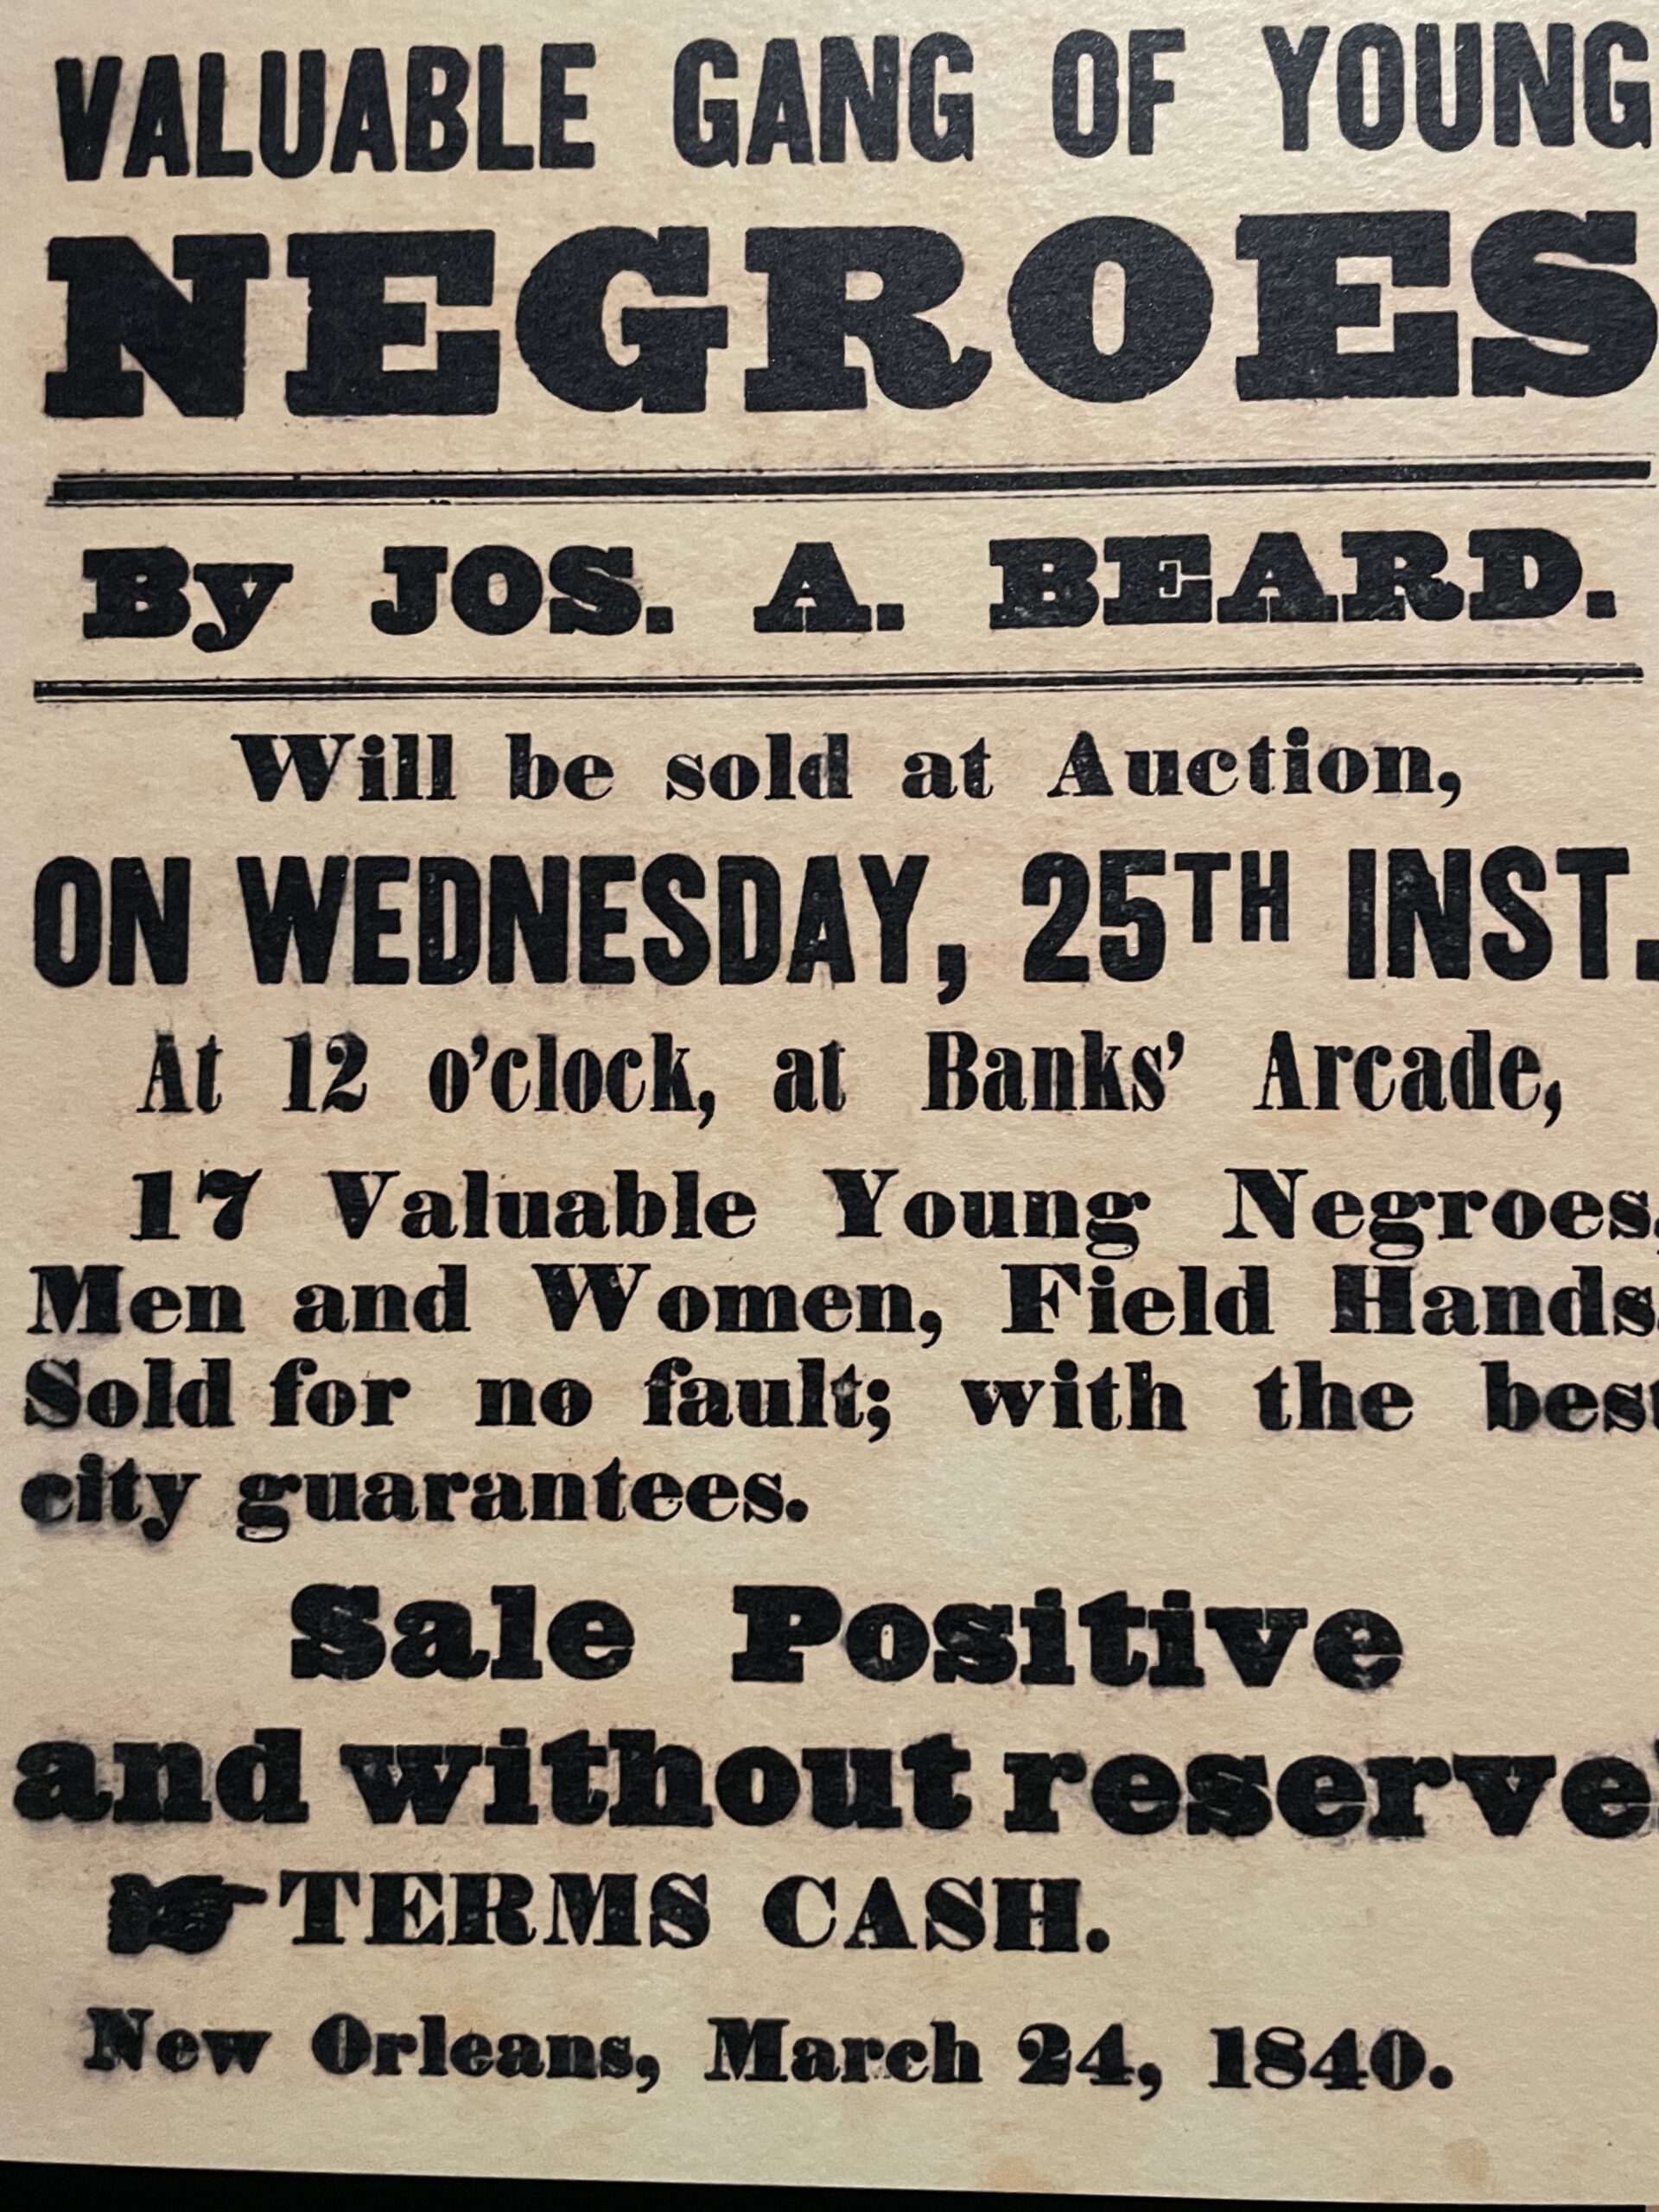 VALUABLE GANG OF YOUNG
NEGROES
By JOS. A. BEARD.
Will be sold at Auction,
ON WEDNESDAY, 25TH INST.
At 12 o'clock, at Banks' Arcade,
17 Valuable Young Negroes,
Men and Women, Field Hands.
Sold for no fault; with the best
city guarantees.
Sale Positive
and without reserve!
TERMS CASH.
New Orleans, March 24, 1840.